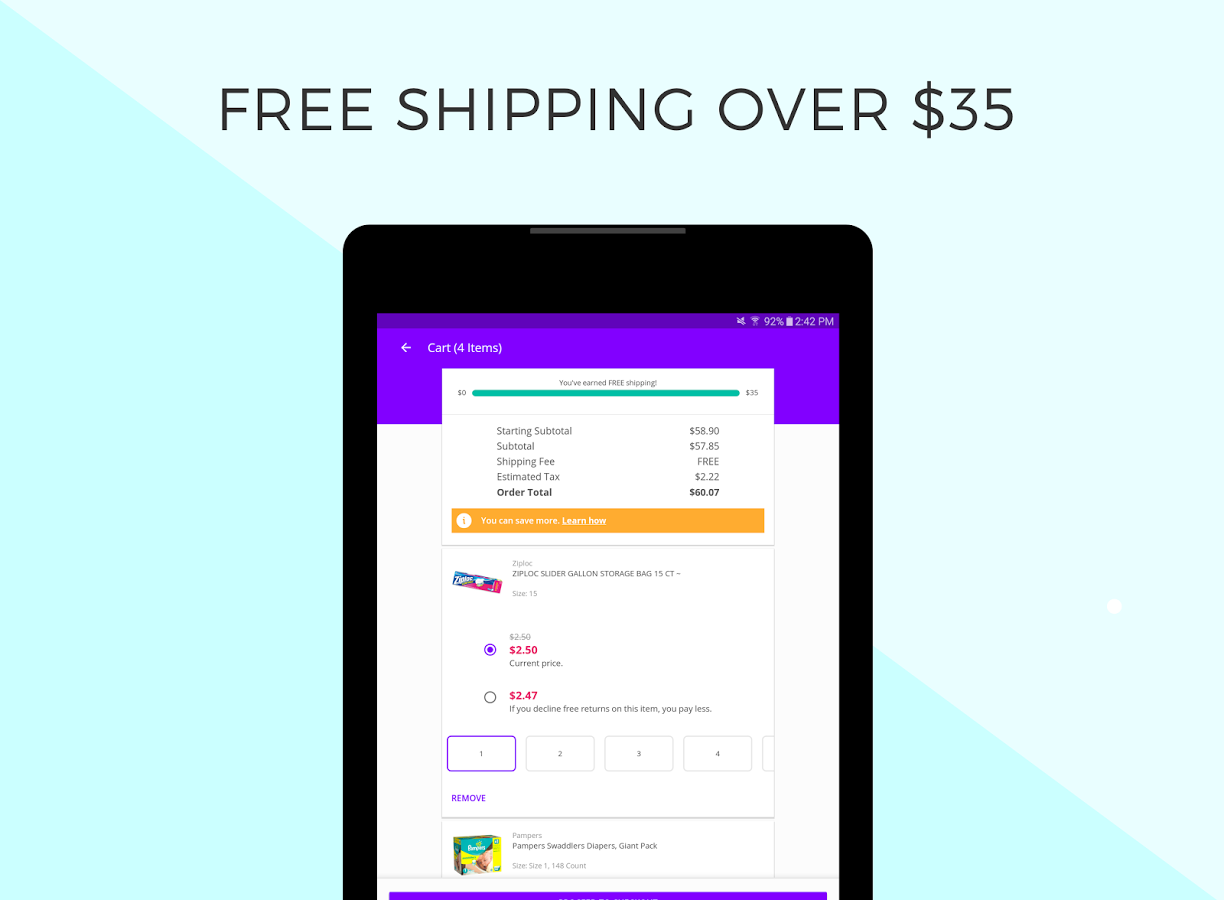 FREE SHIPPING OVER $35
92% 2:42 PM
Cart (4 Items)
You've earned FREE shipping!
$0 $35
Starting Subtotal $58.90
Subtotal $57.85
Shipping Fee FREE
Estimated Tax $2.22
Order Total $60.07
i You can save more. Learn how
Ziploc
ZIPLOC SLIDER GALLON STORAGE BAG 15 CT ~
Ziploc
Size: 15
$2.50
$2.50
Current price.
$2.47
If you decline free returns on this item, you pay less.
1 2 3 4
REMOVE
Pampers
Pampers Swaddlers Diapers, Giant Pack
Pampers
Size: Size 1, 148 Count